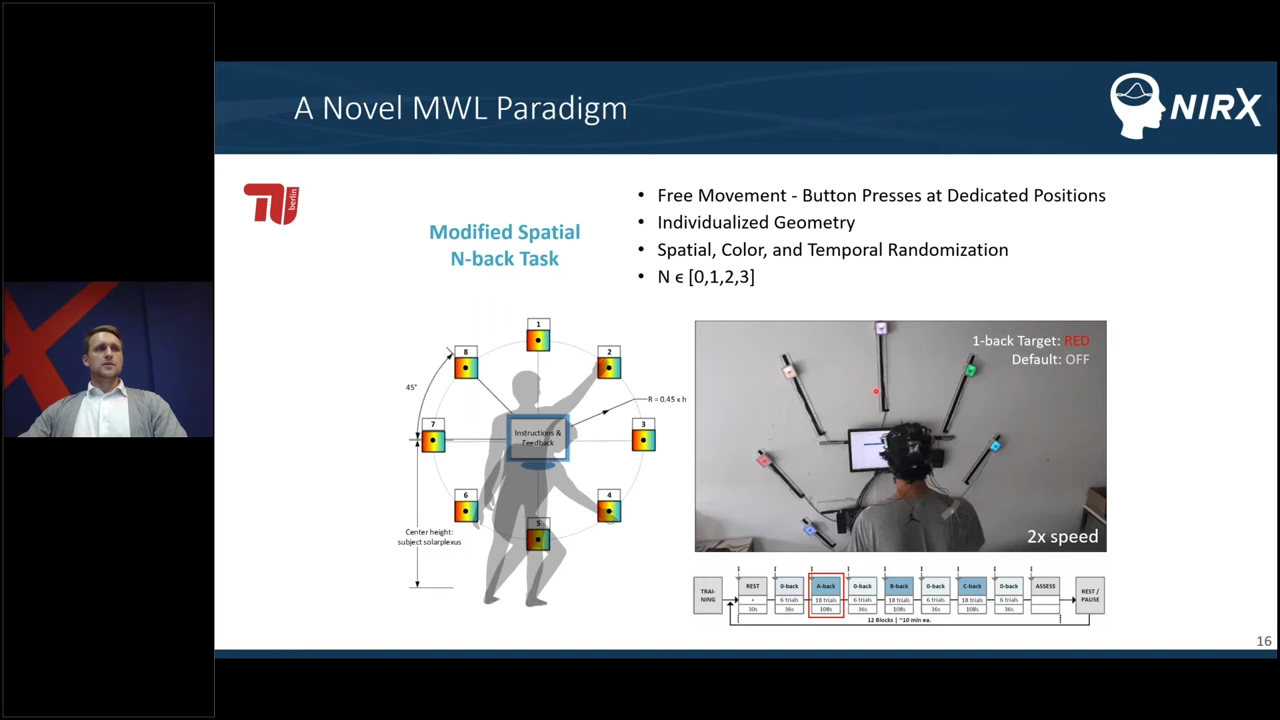 A Novel MWL Paradigm
NIRX
TU
berlin
Modified Spatial
N-back Task
• Free Movement - Button Presses at Dedicated Positions
• Individualized Geometry
• Spatial, Color, and Temporal Randomization
• N ϵ [0,1,2,3]
1
2
3
4
5
6
7
8
45°
R = 0.45 x h
Instructions &
Feedback
Center height:
subject solarplexus
1-back Target: RED
Default: OFF
2x speed
TRAI-
NING
REST
+
30s
0-back
6 trials
36s
A-back
18 trials
108s
0-back
6 trials
36s
B-back
18 trials
108s
0-back
6 trials
36s
C-back
18 trials
108s
0-back
6 trials
36s
ASSESS
REST /
PAUSE
12 Blocks | ~10 min ea.
16